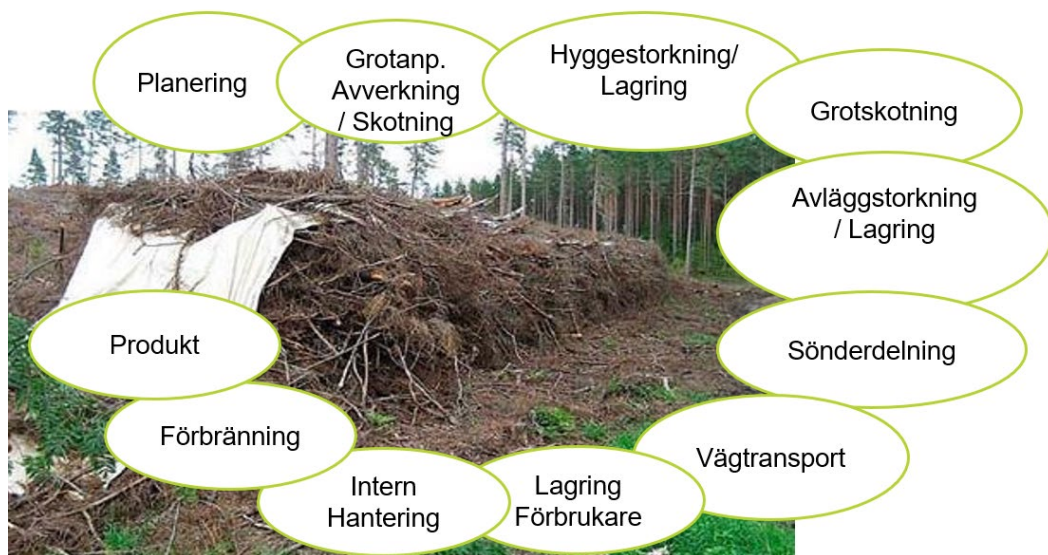 Planering
Grotanp.
Avverkning
/ Skotning
Hyggestorkning/
Lagring
Grotskotning
Avläggstorkning
/ Lagring
Sönderdelning
Vägtransport
Lagring
Förbrukare
Intern
Hantering
Förbränning
Produkt